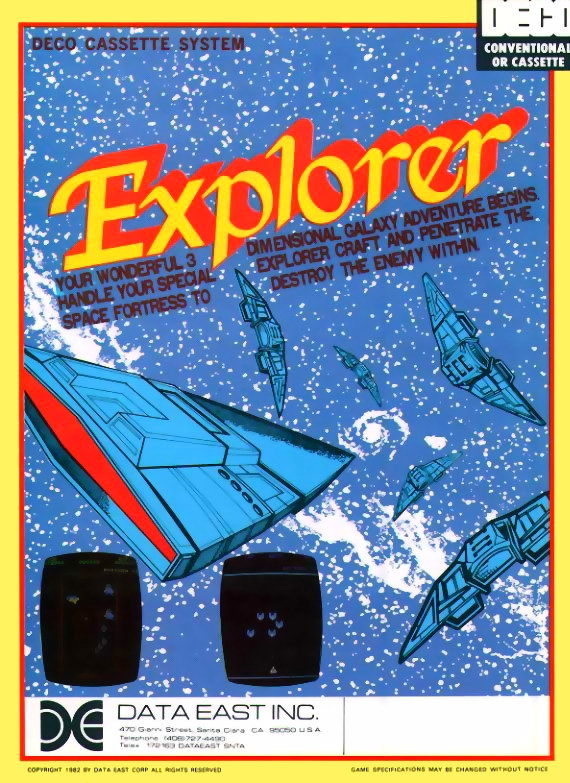 DECO
CONVENTIONAL
OR CASSETTE
DECO CASSETTE SYSTEM
Explorer
YOUR WONDERFUL 3 DIMENSIONAL GALAXY ADVENTURE BEGINS.
HANDLE YOUR SPECIAL EXPLORER CRAFT AND PENETRATE THE
SPACE FORTRESS TO DESTROY THE ENEMY WITHIN.
DATA EAST INC.
470 Gianni Street, Santa Clara, CA 95050 U.S.A.
Telephone (408)727-4490
Telex 172163 DATAEAST SNTA
COPYRIGHT 1982 BY DATA EAST CORP ALL RIGHTS RESERVED
GAME SPECIFICATIONS MAY BE CHANGED WITHOUT NOTICE